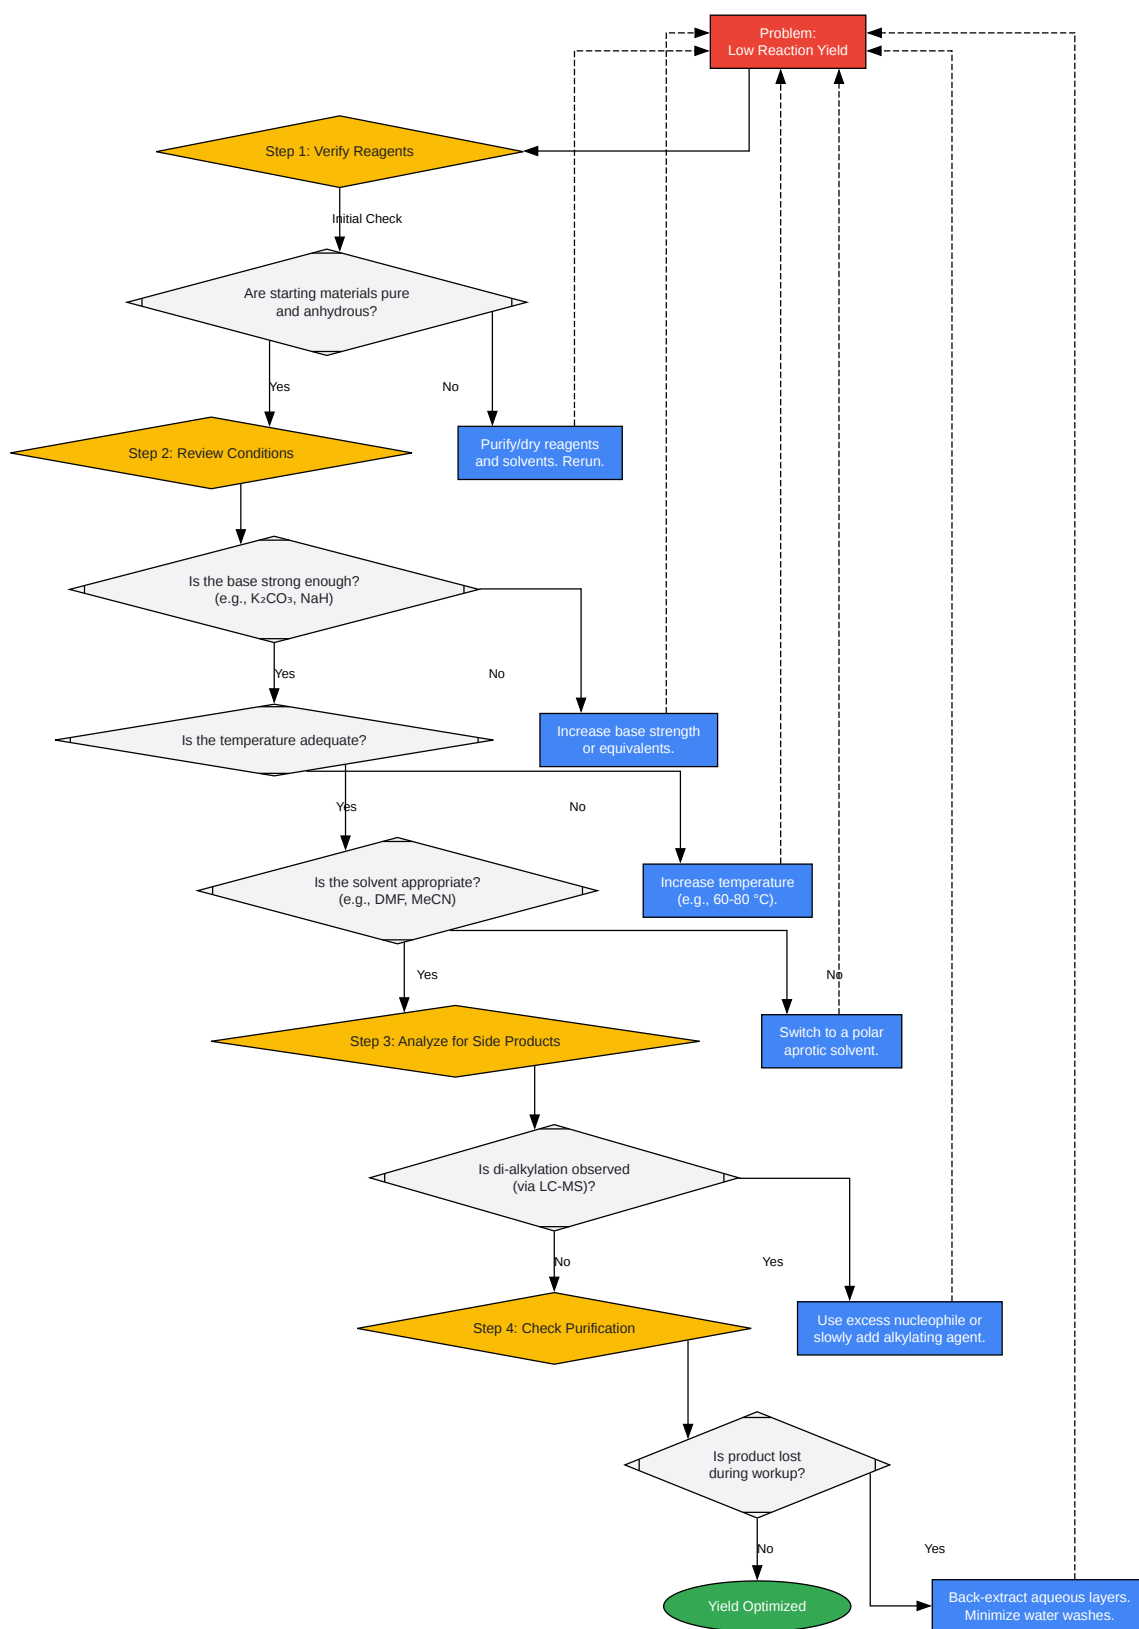 Problem:
Low Reaction Yield
Step 1: Verify Reagents
Initial Check
Are starting materials pure
and anhydrous?
Yes
No
Purify/dry reagents
and solvents. Rerun.
Step 2: Review Conditions
Is the base strong enough?
(e.g., K₂CO₃, NaH)
Yes
No
Increase base strength
or equivalents.
Is the temperature adequate?
Yes
No
Increase temperature
(e.g., 60-80 °C).
Is the solvent appropriate?
(e.g., DMF, MeCN)
Yes
No
Switch to a polar
aprotic solvent.
Step 3: Analyze for Side Products
Is di-alkylation observed
(via LC-MS)?
No
Yes
Use excess nucleophile or
slowly add alkylating agent.
Step 4: Check Purification
Is product lost
during workup?
No
Yes
Yield Optimized
Back-extract aqueous layers.
Minimize water washes.